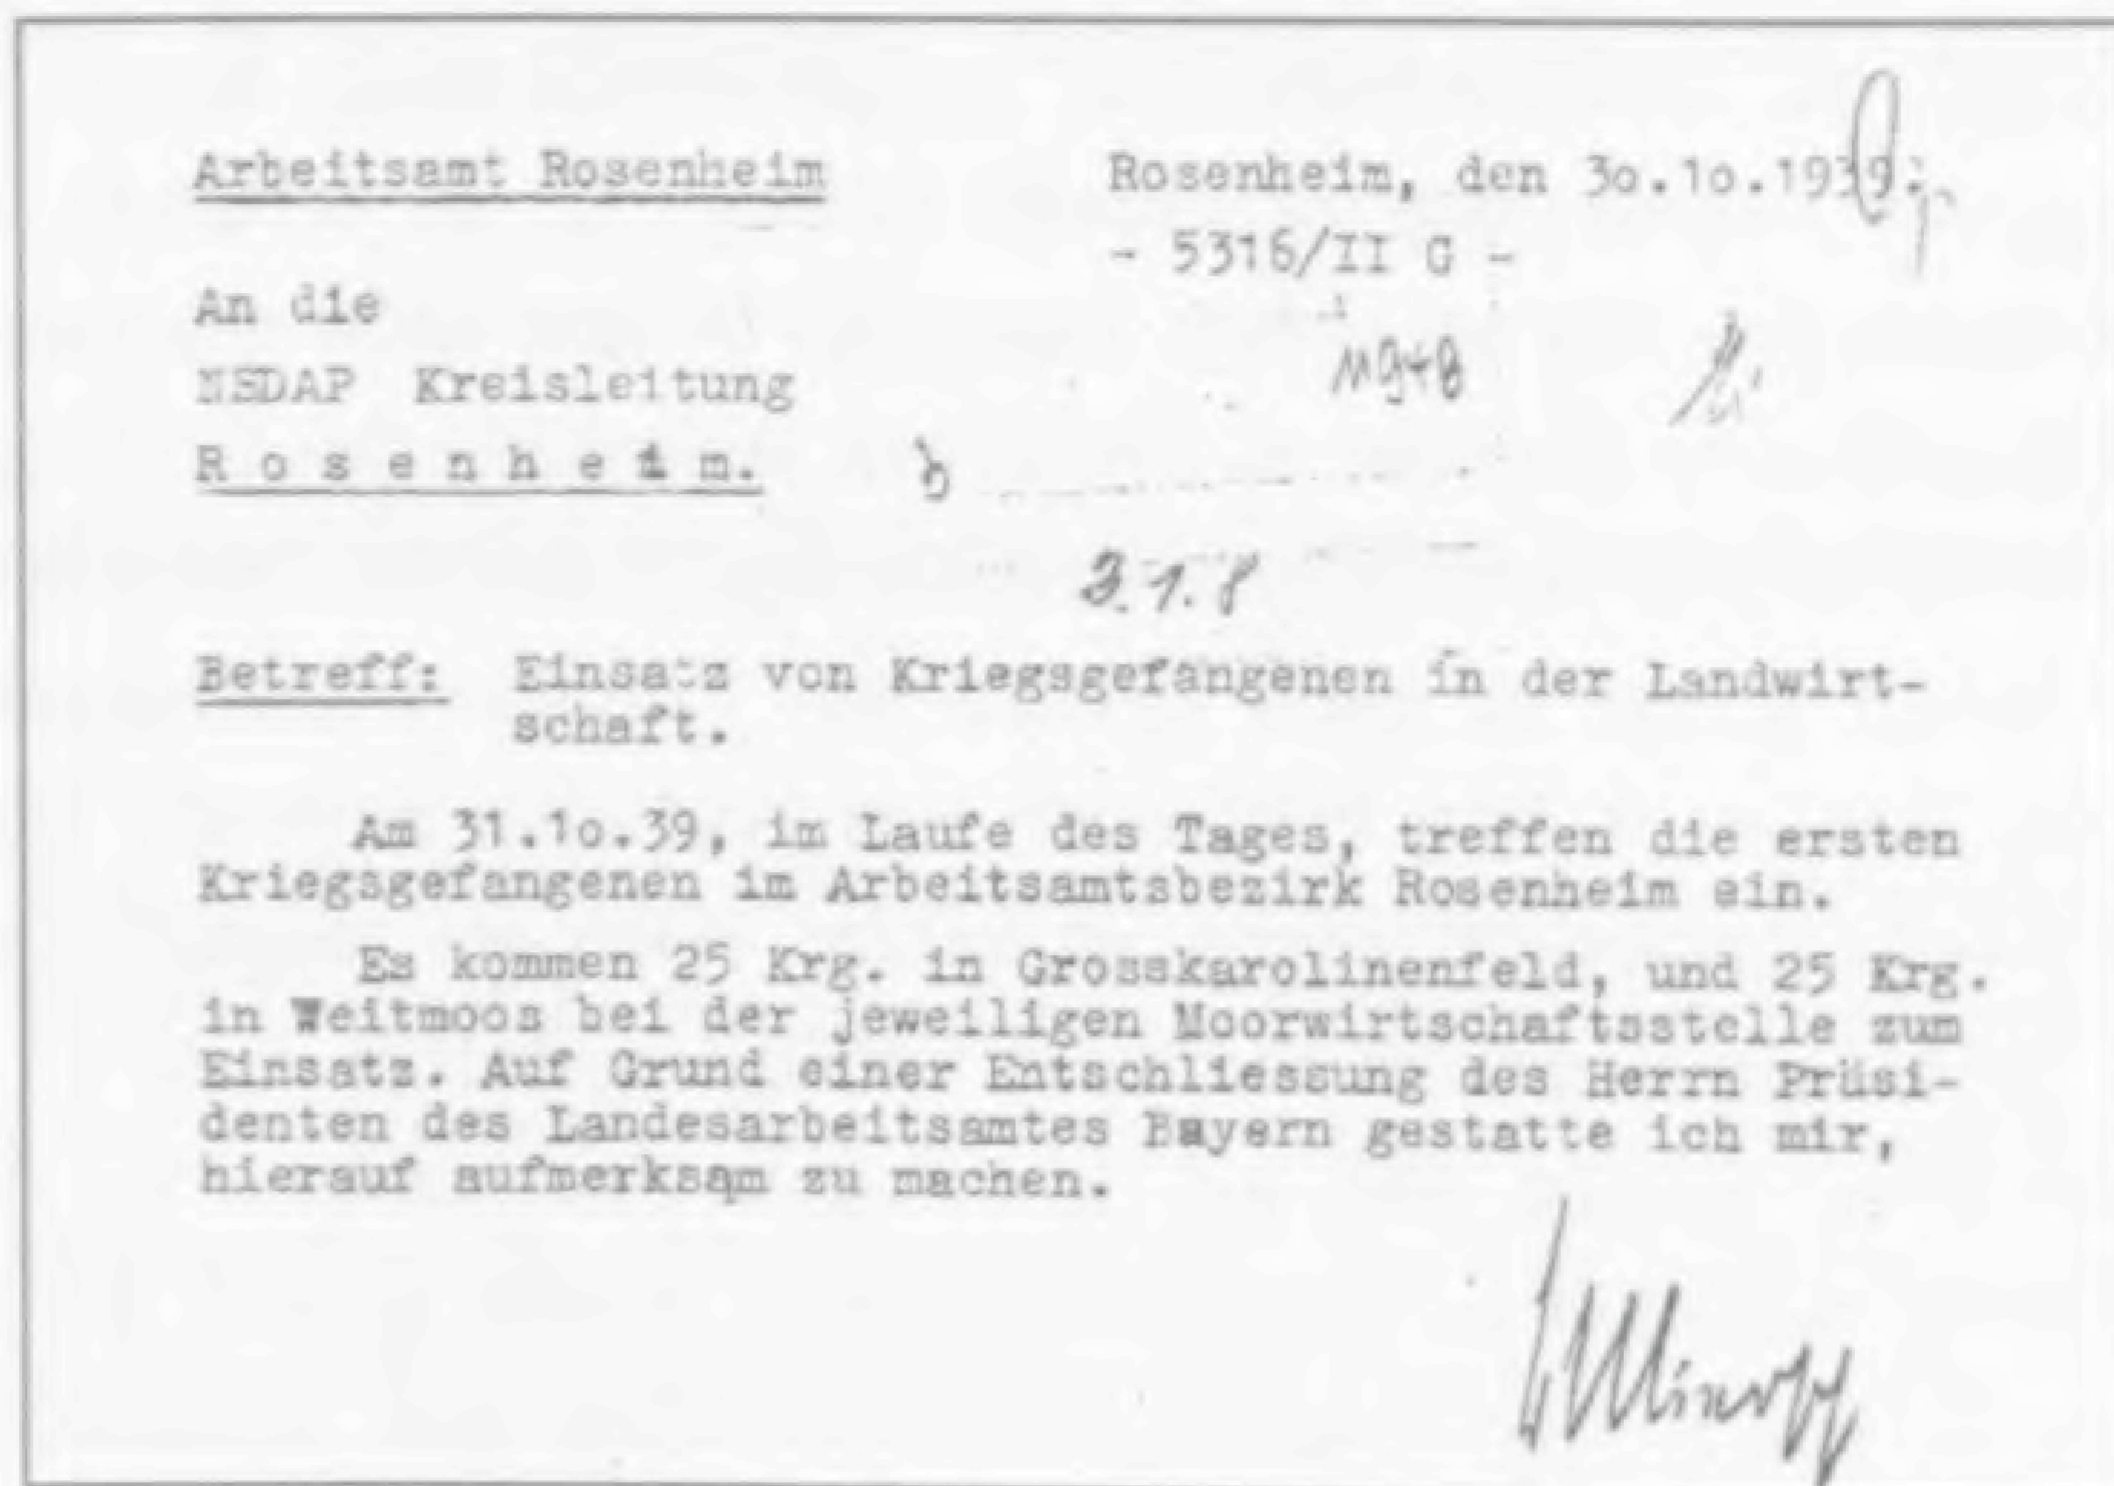 Arbeitsamt Rosenheim
Rosenheim, den 3o.1o.1939.
- 5316/II G -
An die
NSDAP Kreisleitung
R o s e n h e i m.
3.1.8
Betreff: Einsatz von Kriegsgefangenen in der Landwirt-
schaft.
Am 31.1o.39, im Laufe des Tages, treffen die ersten
Kriegsgefangenen im Arbeitsamtsbezirk Rosenheim ein.
Es kommen 25 Krg. in Grosskarolinenfeld, und 25 Krg.
in Weitmoos bei der jeweiligen Moorwirtschaftsstelle zum
Einsatz. Auf Grund einer Entschliessung des Herrn Präsi-
denten des Landesarbeitsamtes Bayern gestatte ich mir,
hierauf aufmerksam zu machen.